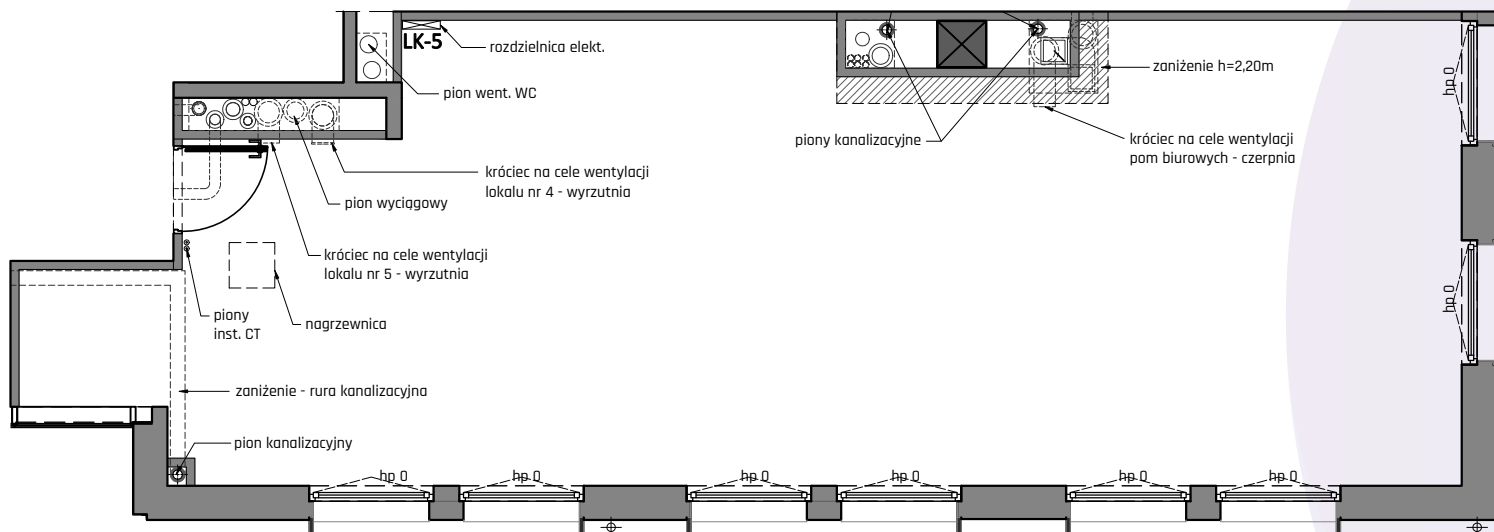 LK-5
rozdzielnica elekt.
pion went. WC
zaniżenie h=2,20m
piony kanalizacyjne
króciec na cele wentylacji
pom biurowych - czerpnia
króciec na cele wentylacji
lokalu nr 4 - wyrzutnia
pion wyciągowy
króciec na cele wentylacji
lokalu nr 5 - wyrzutnia
piony
inst. CT
nagrzewnica
zaniżenie - rura kanalizacyjna
pion kanalizacyjny
hp 0
hp 0
hp 0
hp 0
hp 0
hp 0
hp 0
hp 0